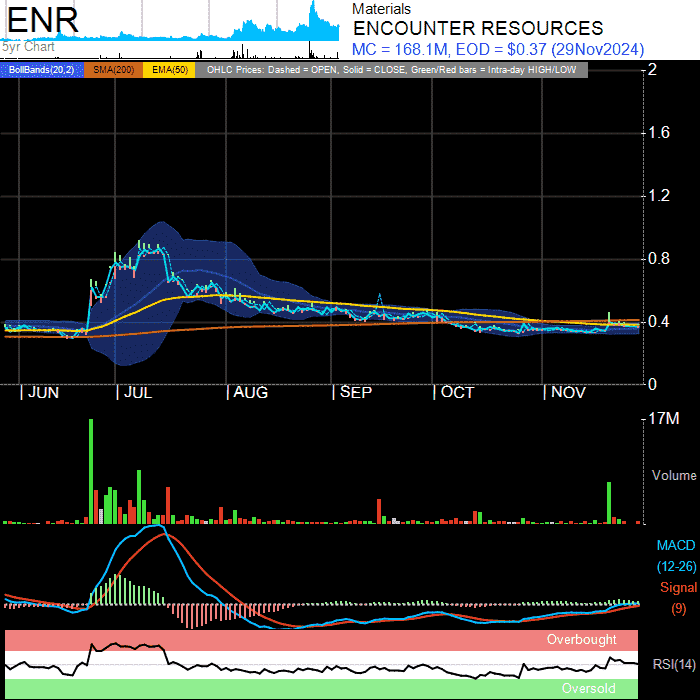 ENR
5yr Chart
Materials
ENCOUNTER RESOURCES
MC = 168.1M, EOD = $0.37 (29Nov2024)
BollBands(20,2) SMA(200) EMA(50) OHLC Prices: Dashed = OPEN, Solid = CLOSE, Green/Red bars = Intra-day HIGH/LOW
2
1.6
1.2
0.8
0.4
0
JUN JUL AUG SEP OCT NOV
17M
Volume
MACD
(12-26)
Signal
(9)
Overbought
RSI(14)
Oversold